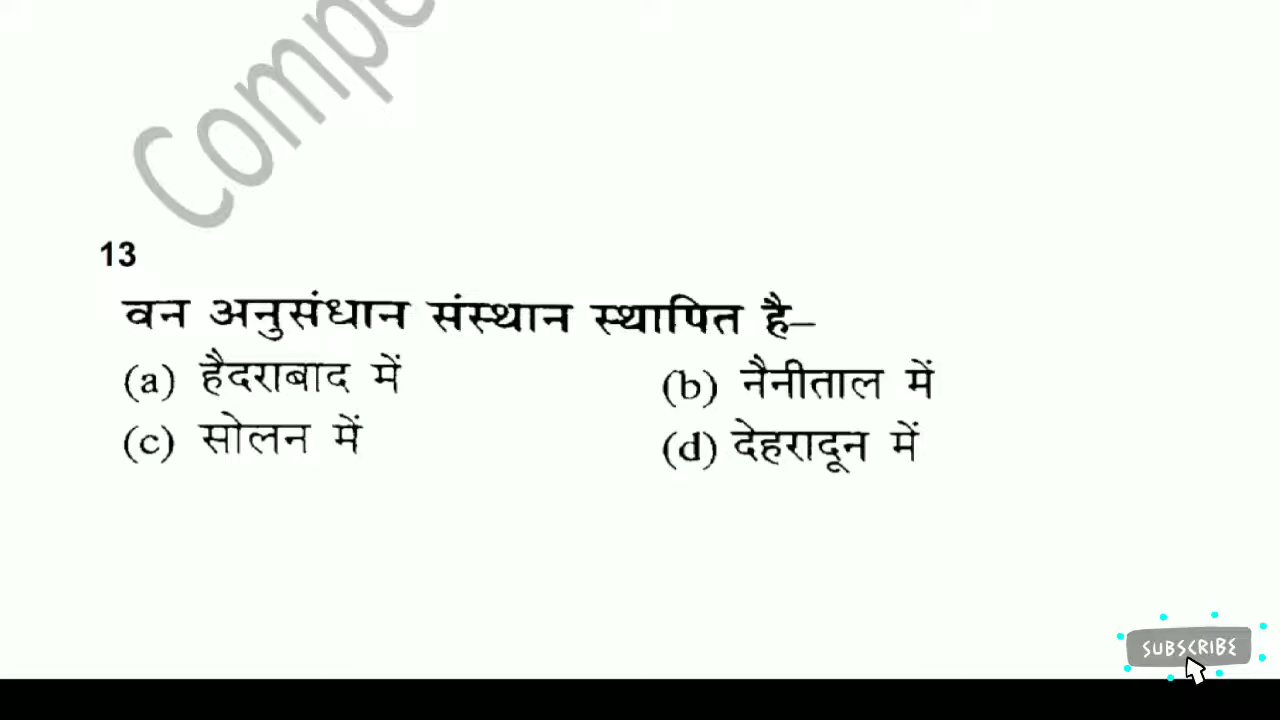 Compe
13
वन अनुसंधान संस्थान स्थापित है–
(a) हैदराबाद में (b) नैनीताल में
(c) सोलन में (d) देहरादून में
SUBSCRIBE